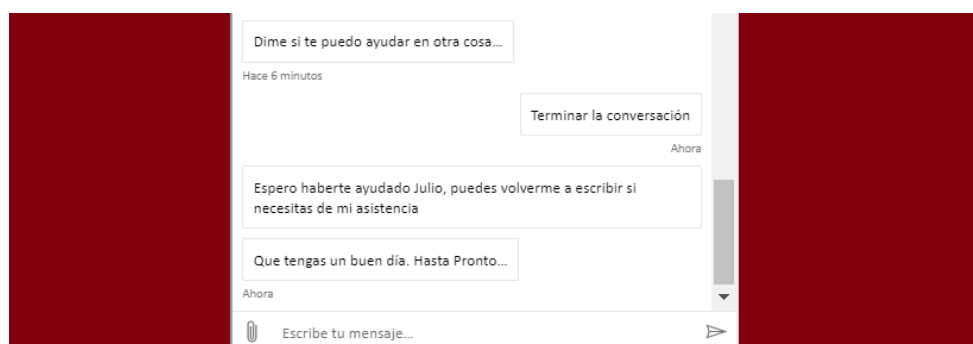 Dime si te puedo ayudar en otra cosa...
Hace 6 minutos
Terminar la conversación
Ahora
Espero haberte ayudado Julio, puedes volverme a escribir si
necesitas de mi asistencia
Que tengas un buen día. Hasta Pronto...
Ahora
Escribe tu mensaje...